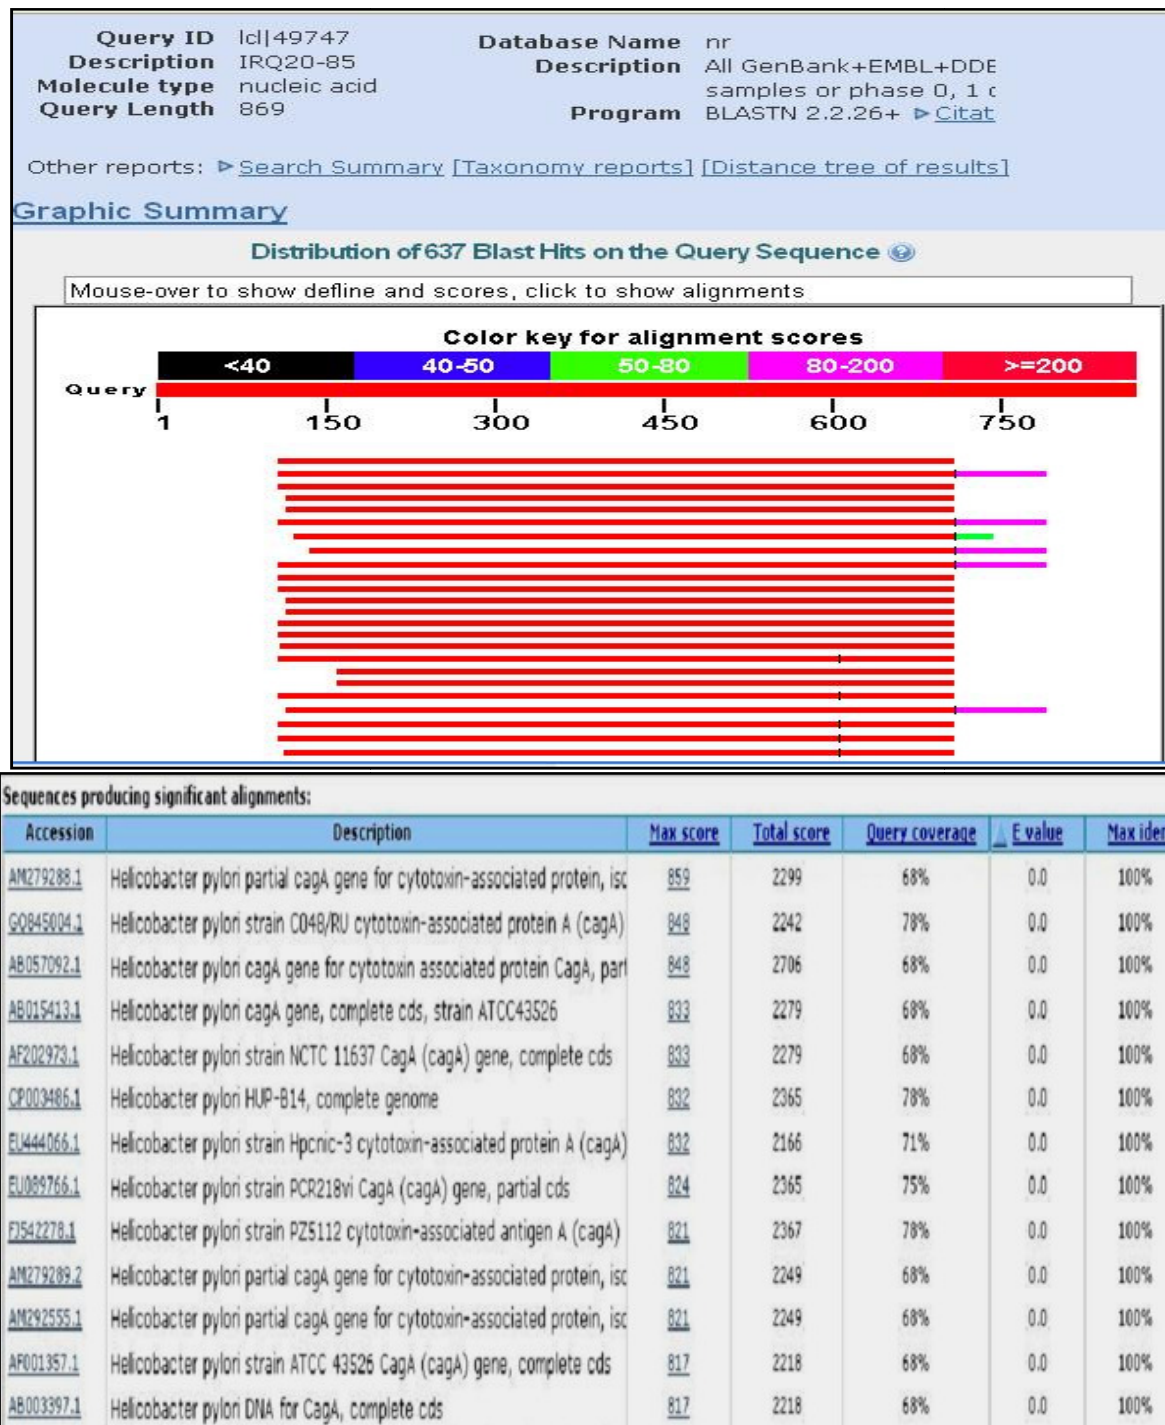 Query ID lcl|49747
Description IRQ20-85
Molecule type nucleic acid
Query Length 869
Database Name nr
Description All GenBank+EMBL+DDE
samples or phase 0, 1 c
Program BLASTN 2.2.26+ Citat
Other reports: Search Summary [Taxonomy reports] [Distance tree of results]
Graphic Summary
Distribution of 637 Blast Hits on the Query Sequence ?
Mouse-over to show defline and scores, click to show alignments
Color key for alignment scores
<40 40-50 50-80 80-200 >=200
Query
1 150 300 450 600 750
Sequences producing significant alignments:
Accession Description Max score Total score Query coverage E value Max iden
AM279288.1 Helicobacter pylori partial cagA gene for cytotoxin-associated protein, iso 859 2299 68% 0.0 100%
GQ845004.1 Helicobacter pylori strain C048/RU cytotoxin-associated protein A (cagA) 848 2242 78% 0.0 100%
AB057092.1 Helicobacter pylori cagA gene for cytotoxin associated protein CagA, part 848 2706 68% 0.0 100%
AB015413.1 Helicobacter pylori cagA gene, complete cds, strain ATCC43526 833 2279 68% 0.0 100%
AF202973.1 Helicobacter pylori strain NCTC 11637 CagA (cagA) gene, complete cds 833 2279 68% 0.0 100%
CP003486.1 Helicobacter pylori HUP-B14, complete genome 832 2365 78% 0.0 100%
EU444066.1 Helicobacter pylori strain Hpcnic-3 cytotoxin-associated protein A (cagA) 832 2166 71% 0.0 100%
EU089766.1 Helicobacter pylori strain PCR218vi CagA (cagA) gene, partial cds 824 2365 75% 0.0 100%
FJ542278.1 Helicobacter pylori strain PZ5112 cytotoxin-associated antigen A (cagA) 821 2367 78% 0.0 100%
AM279289.2 Helicobacter pylori partial cagA gene for cytotoxin-associated protein, iso 821 2249 68% 0.0 100%
AM292555.1 Helicobacter pylori partial cagA gene for cytotoxin-associated protein, iso 821 2249 68% 0.0 100%
AF001357.1 Helicobacter pylori strain ATCC 43526 CagA (cagA) gene, complete cds 817 2218 68% 0.0 100%
AB003397.1 Helicobacter pylori DNA for CagA, complete cds 817 2218 68% 0.0 100%